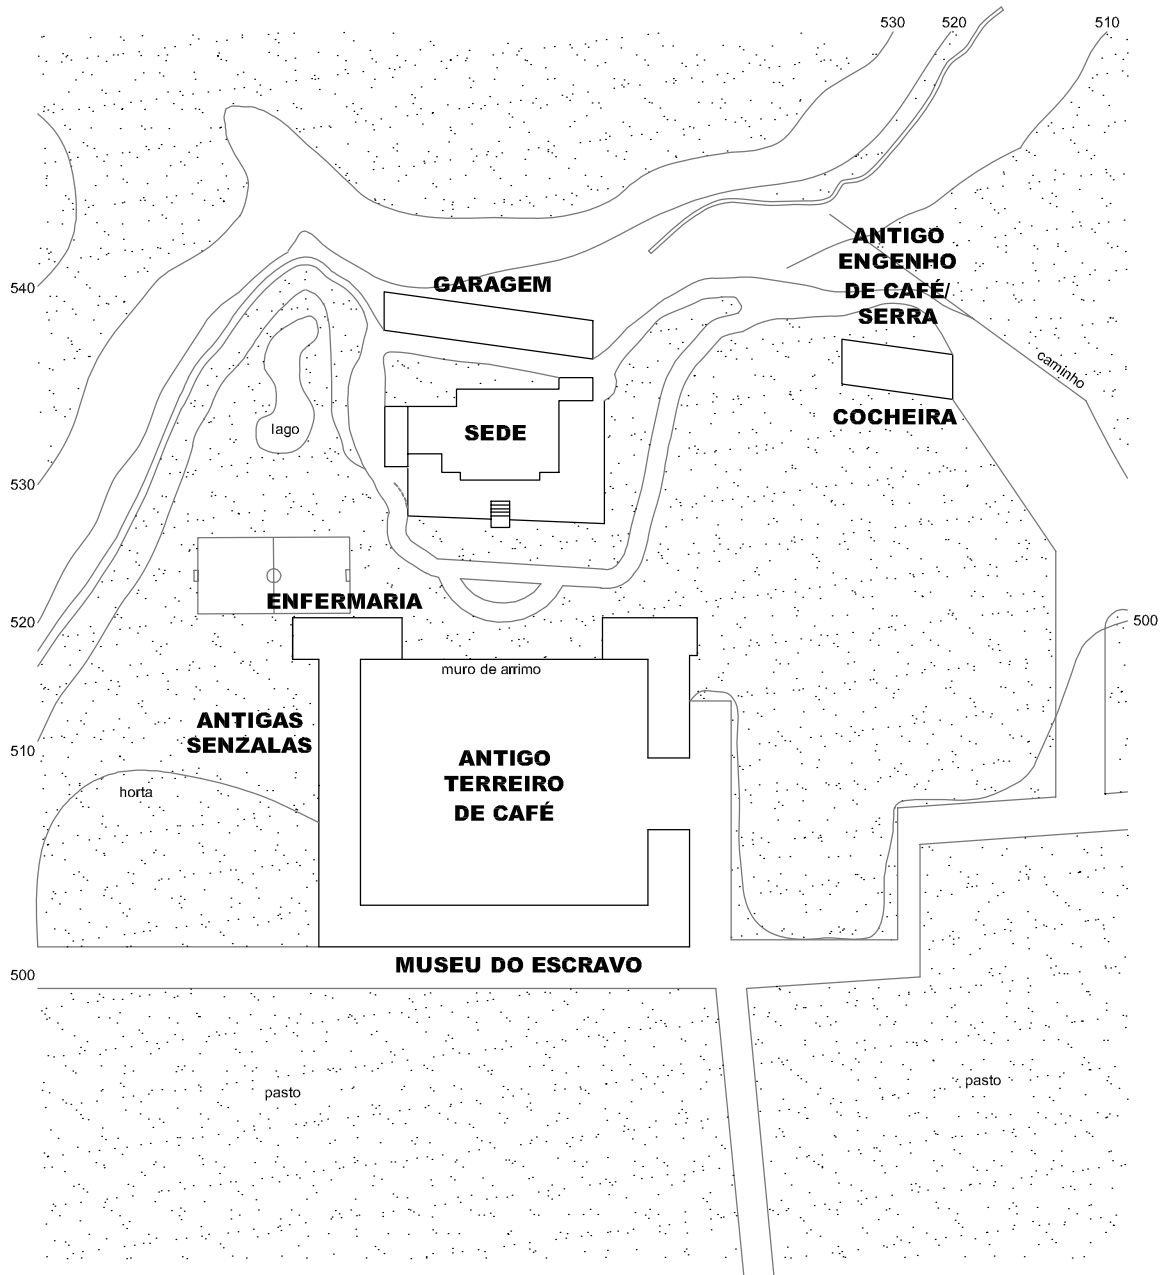 530
520
510
ANTIGO
ENGENHO
DE CAFÉ/
SERRA
GARAGEM
540
caminho
COCHEIRA
lago
SEDE
530
ENFERMARIA
520
500
muro de arrimo
ANTIGAS
SENZALAS
510
ANTIGO
TERREIRO
DE CAFÉ
horta
MUSEU DO ESCRAVO
500
pasto
pasto